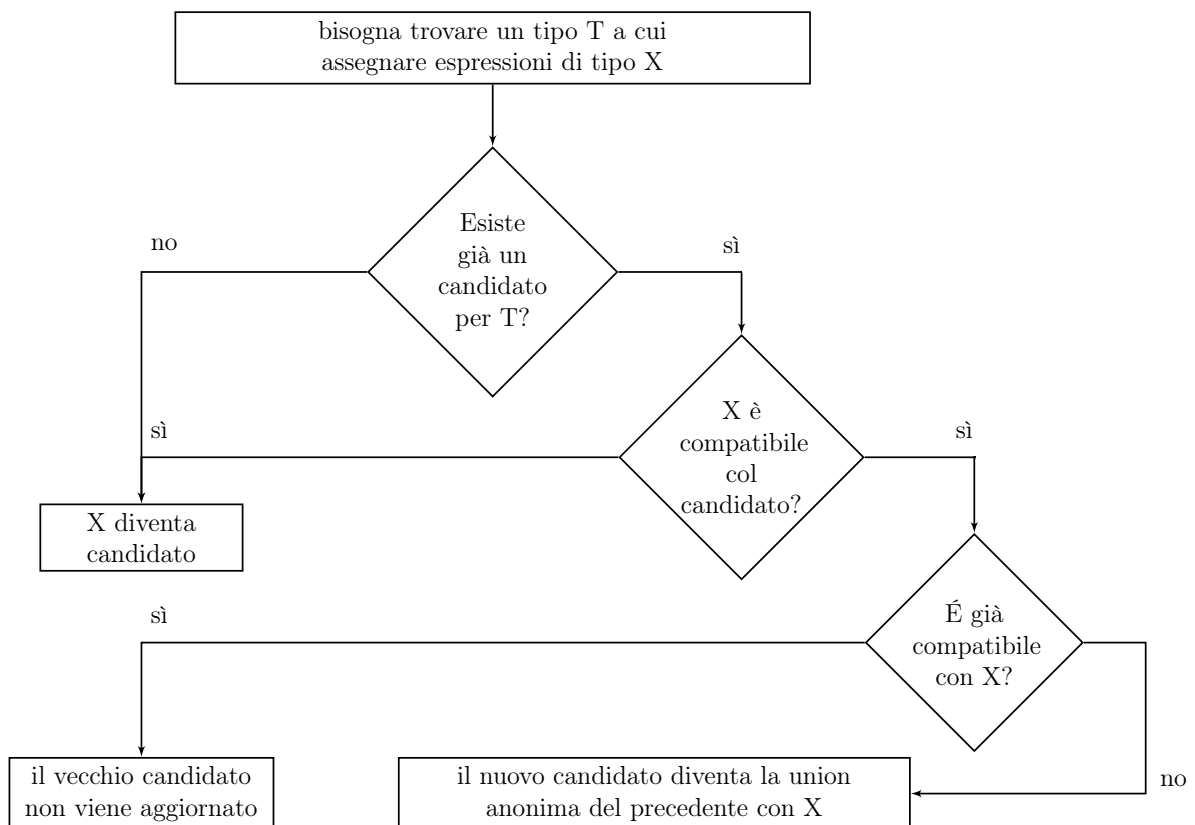 bisogna trovare un tipo T a cui
assegnare espressioni di tipo X
Esiste
già un
candidato
per T?
no
sì
X è
compatibile
col
candidato?
sì
sì
X diventa
candidato
É già
compatibile
con X?
sì
no
il vecchio candidato
non viene aggiornato
il nuovo candidato diventa la union
anonima del precedente con X